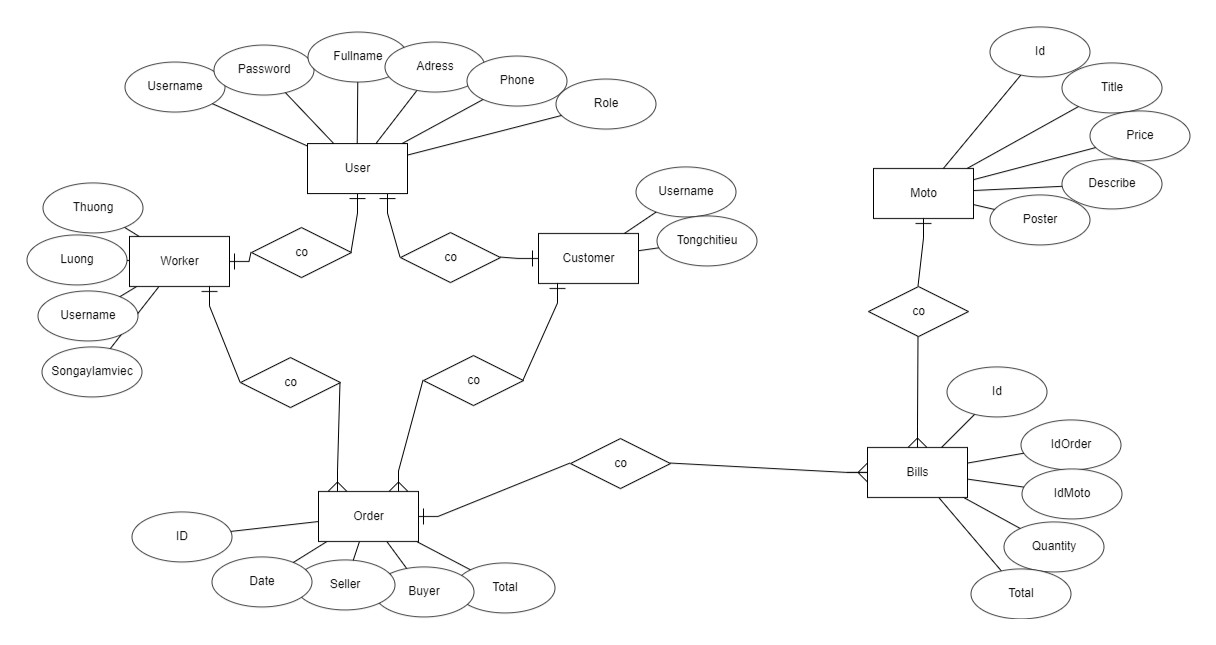 Username
Password
Fullname
Adress
Phone
Role
User
Id
Title
Price
Describe
Poster
Moto
Thuong
Luong
Username
Songaylamviec
Worker
co
co
Username
Tongchitieu
Customer
co
co
co
co
Id
IdOrder
IdMoto
Quantity
Total
Bills
Order
ID
Date
Seller
Buyer
Total